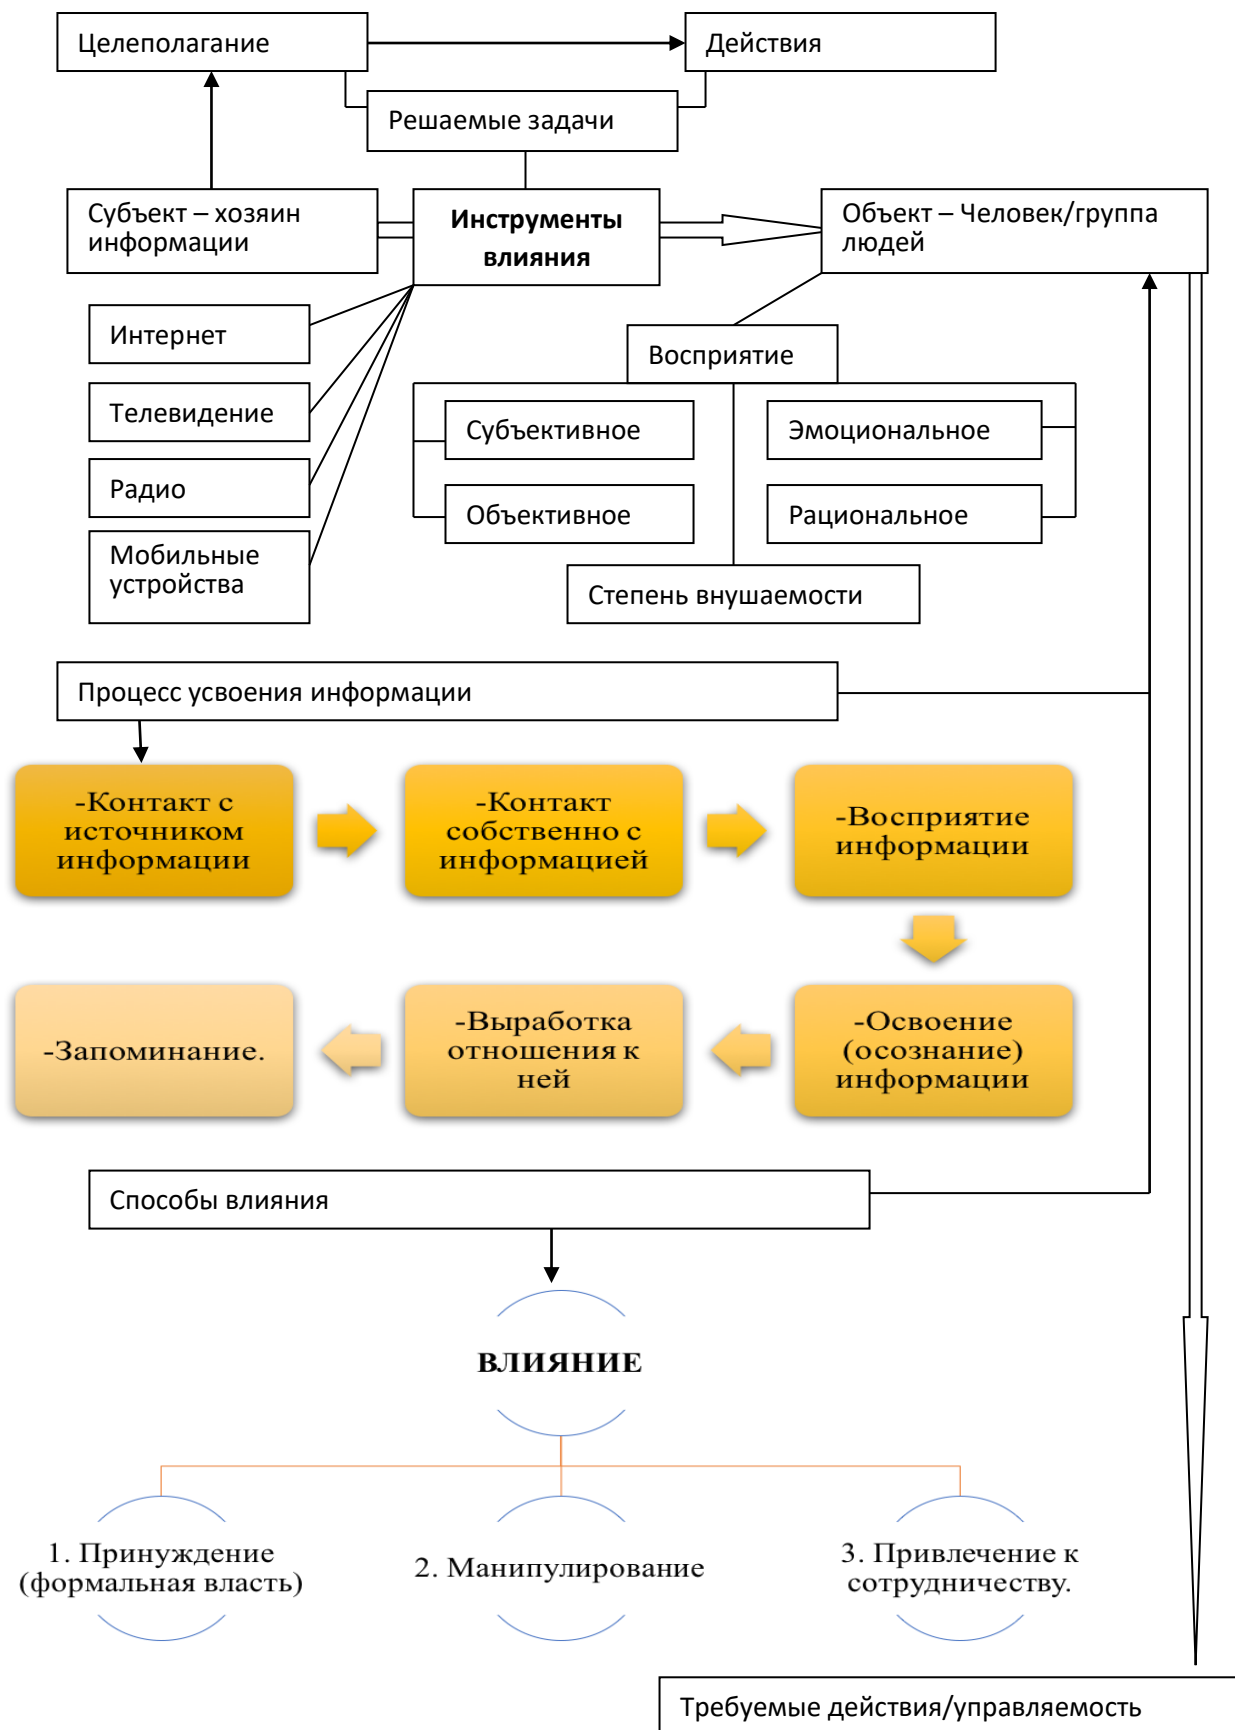 Целеполагание
Действия
Решаемые задачи
Субъект – хозяин
информации
Инструменты
влияния
Объект – Человек/группа
людей
Интернет
Телевидение
Радио
Мобильные
устройства
Восприятие
Субъективное
Эмоциональное
Объективное
Рациональное
Степень внушаемости
Процесс усвоения информации
-Контакт с
источником
информации
-Контакт
собственно с
информацией
-Восприятие
информации
-Освоение
(осознание)
информации
-Выработка
отношения к
ней
-Запоминание.
Способы влияния
ВЛИЯНИЕ
1. Принуждение
(формальная власть)
2. Манипулирование
3. Привлечение к
сотрудничеству.
Требуемые действия/управляемость